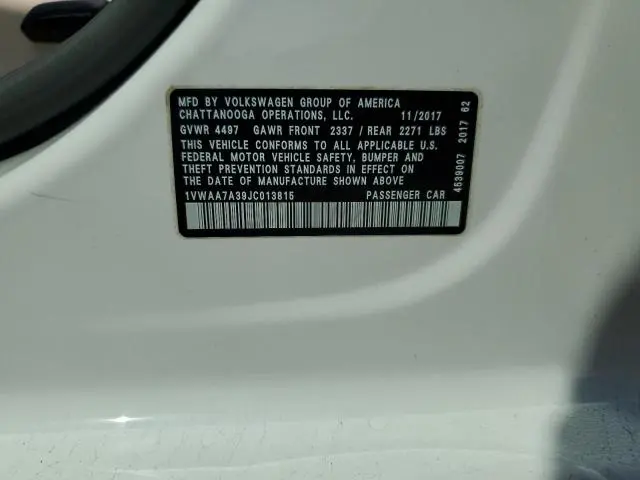 MFD BY VOLKSWAGEN GROUP OF AMERICA
CHATTANOOGA OPERATIONS, LLC. 11/2017
GVWR 4497 GAWR FRONT 2337 / REAR 2271 LBS
THIS VEHICLE CONFORMS TO ALL APPLICABLE U.S.
FEDERAL MOTOR VEHICLE SAFETY, BUMPER AND
THEFT PREVENTION STANDARDS IN EFFECT ON
THE DATE OF MANUFACTURE SHOWN ABOVE
1VWAA7A39JC013815 PASSENGER CAR
4639007 2017 62